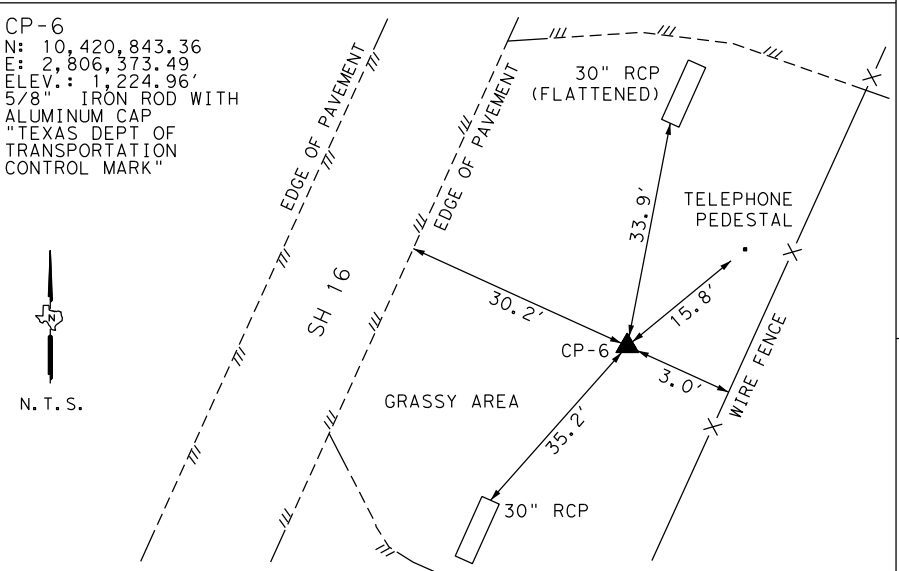 CP-6
N: 10,420,843.36
E: 2,806,373.49
ELEV.: 1,224.96'
5/8" IRON ROD WITH
ALUMINUM CAP
"TEXAS DEPT OF
TRANSPORTATION
CONTROL MARK"
N
N.T.S.
EDGE OF PAVEMENT
SH 16
EDGE OF PAVEMENT
30" RCP
(FLATTENED)
33.9'
TELEPHONE
PEDESTAL
30.2'
15.8'
CP-6
3.0'
WIRE FENCE
GRASSY AREA
35.2'
30" RCP